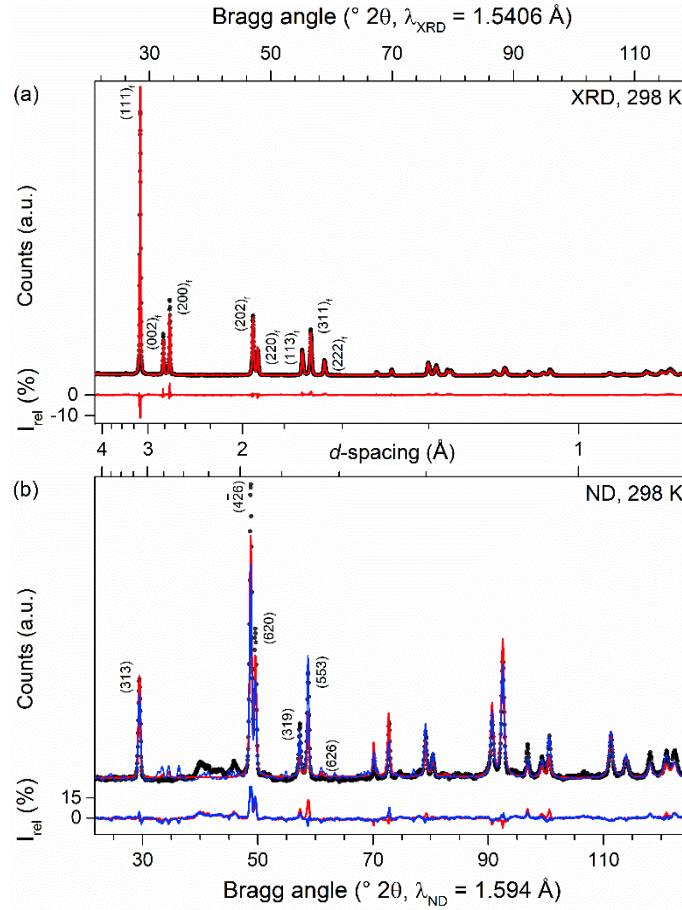 Bragg angle (° 2θ, λXRD = 1.5406 Å)
30 50 70 90 110
(a)
XRD, 298 K
(111)f
(002)f
(200)f
(202)f
(220)f
(113)f
(311)f
(222)f
Counts (a.u.)
Irel (%)
0
-10
4 3 2 d-spacing (Å) 1
(b)
ND, 298 K
(4̄26)
(620)
(313)
(319)
(553)
(626)
Counts (a.u.)
Irel (%)
15
0
30 50 70 90 110
Bragg angle (° 2θ, λND = 1.594 Å)